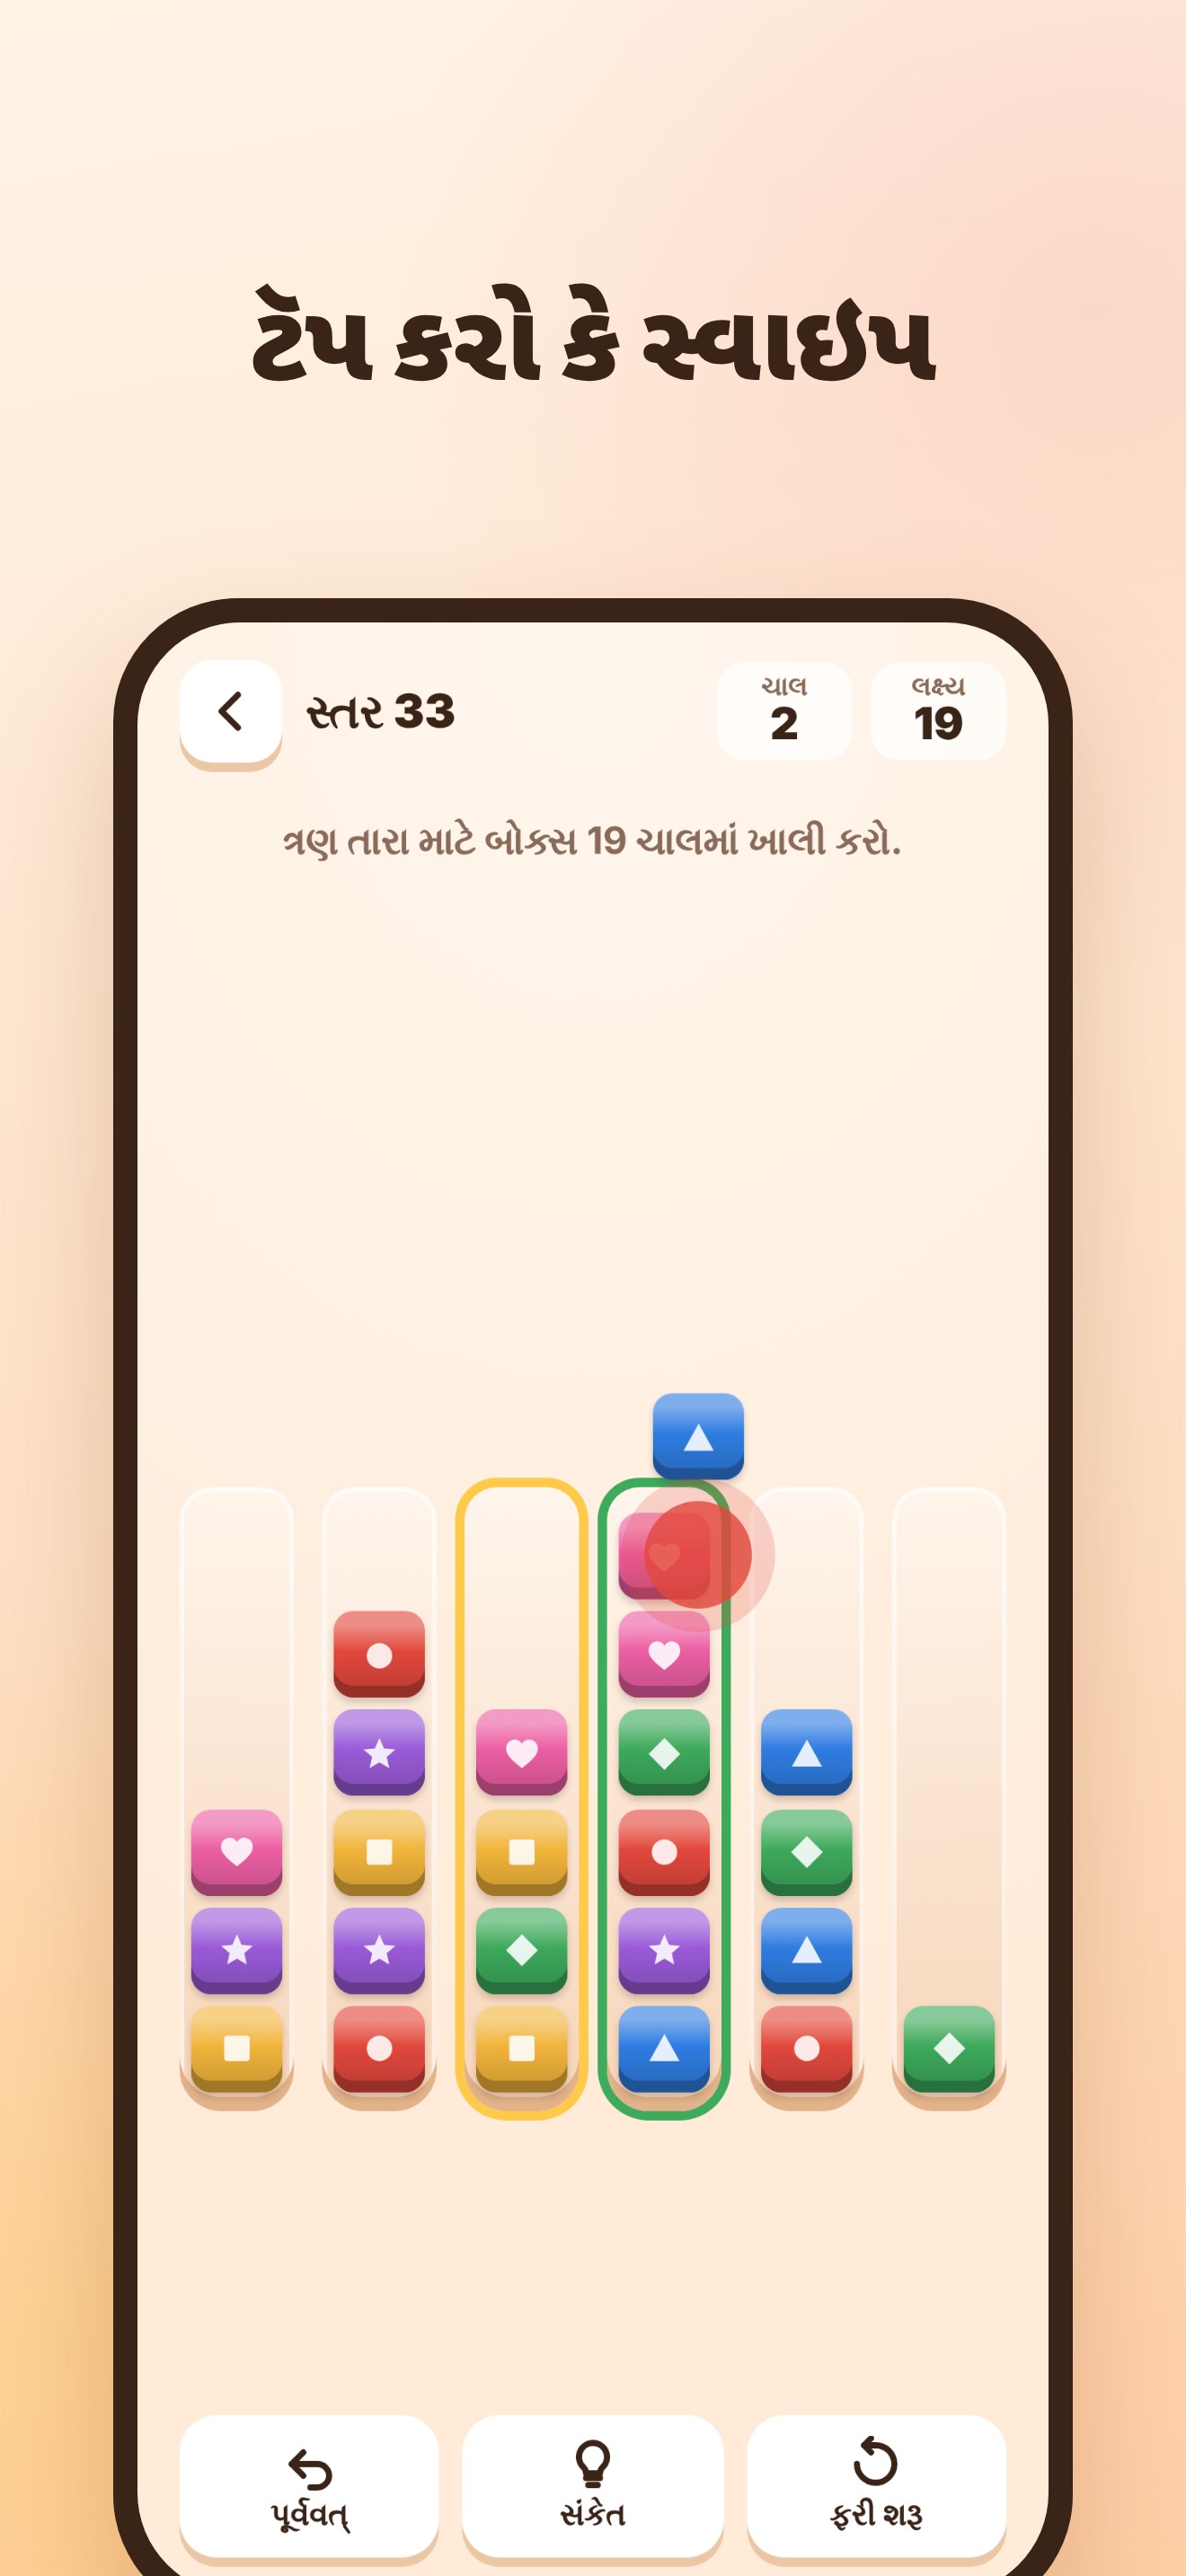 ટૅપ કરો કે સ્વાઇપ
સ્તર 33
ચાલ
2
લક્ષ્ય
19
ત્રણ તારા માટે બોક્સ 19 ચાલમાં ખાલી કરો.
પૂર્વવત્
સંકેત
ફરી શરૂ